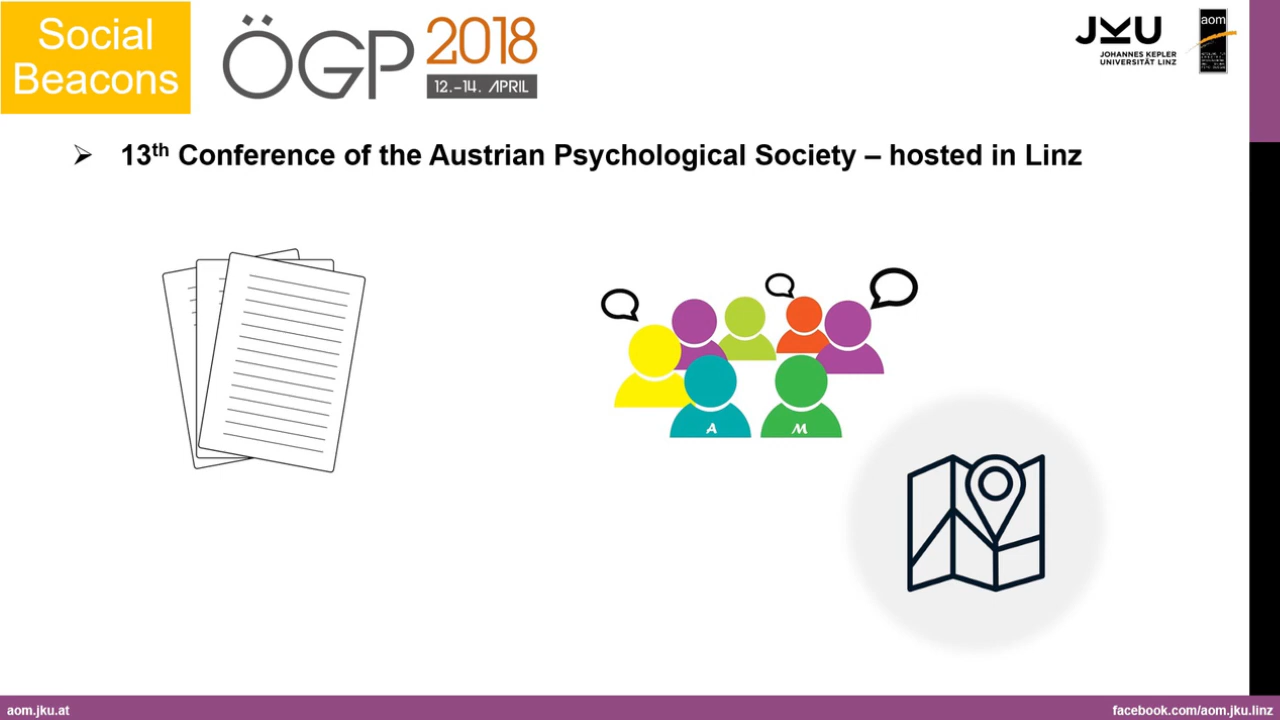 Social
Beacons
ÖGP 2018
12.–14. APRIL
JKU
JOHANNES KEPLER
UNIVERSITÄT LINZ
aom
13th Conference of the Austrian Psychological Society – hosted in Linz
A
M
aom.jku.at
facebook.com/aom.jku.linz